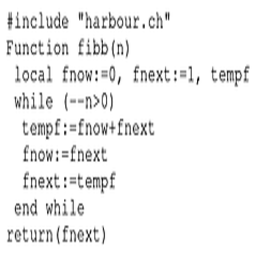 #include "harbour.ch"
Function fibb(n)
 local fnow:=0, fnext:=1, tempf
 while (--n>0)
  tempf:=fnow+fnext
  fnow:=fnext
  fnext:=tempf
 end while
return(fnext)